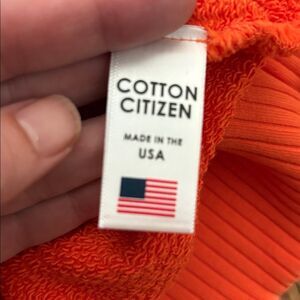 COTTON
CITIZEN
MADE IN THE
USA